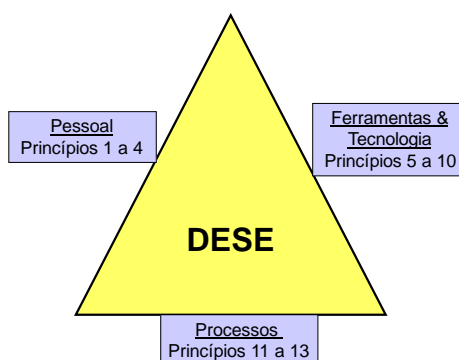 Pessoal
Princípios 1 a 4
Ferramentas &
Tecnologia
Princípios 5 a 10
DESE
Processos
Princípios 11 a 13